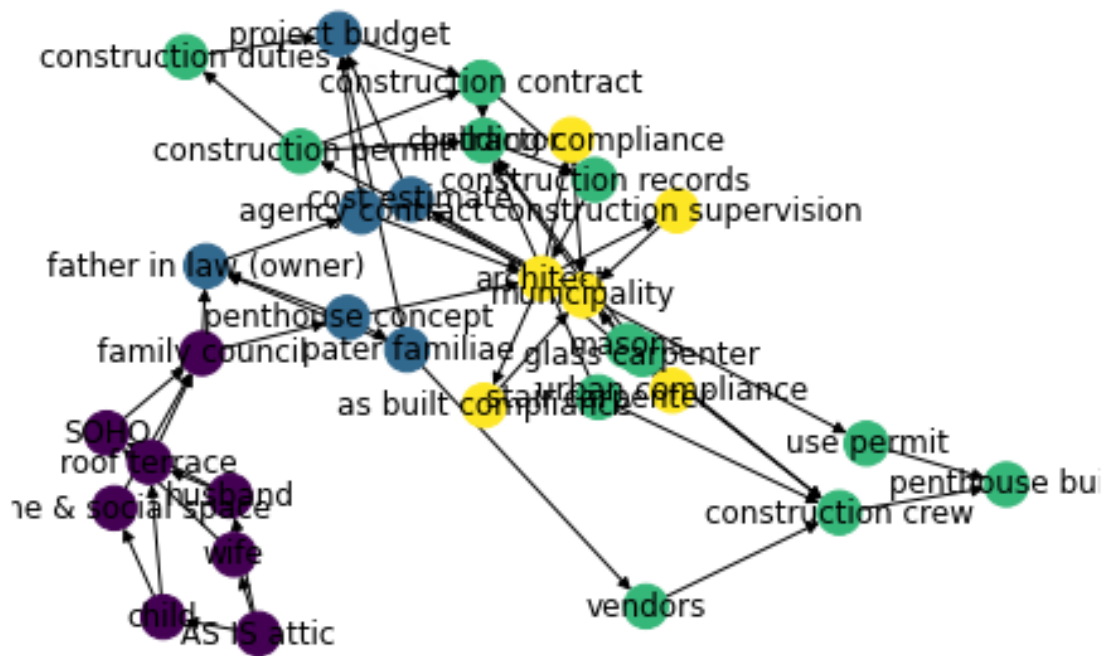 project budget
construction duties
construction contract
contractor
building compliance
construction permit
construction records
cost estimate
agency contract
construction supervision
father in law (owner)
architect
municipality
penthouse concept
masons
family council
pater familiae
glass carpenter
urban compliance
stair carpenter
as built compliance
SOHO
use permit
roof terrace
penthouse bui
husband
ne & social space
construction crew
wife
vendors
child
AS IS attic